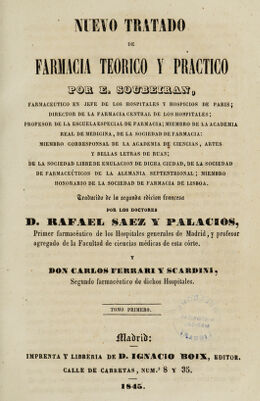 NUEVO TRATADO
DE
FARMACIA TEORICO Y PRACTICO
POR E. SOUBEIRAN,
FARMACEUTICO EN JEFE DE LOS HOSPITALES Y HOSPICIOS DE PARIS;
DIRECTOR DE LA FARMACIA CENTRAL DE LOS HOSPITALES;
PROFESOR DE LA ESCUELA ESPECIAL DE FARMACIA; MIEMBRO DE LA ACADEMIA
REAL DE MEDICINA, DE LA SOCIEDAD DE FARMACIA:
MIEMBRO CORRESPONSAL DE LA ACADEMIA DE CIENCIAS, ARTES
Y BELLAS LETRAS DE RUAN;
DE LA SOCIEDAD LIBRE DE EMULACION DE DICHA CIUDAD, DE LA SOCIEDAD
DE FARMACÉUTICOS DE LA ALEMANIA SEPTENTRIONAL; MIEMBRO
HONORARIO DE LA SOCIEDAD DE FARMACIA DE LISBOA.
Traducido de la segunda edicion francesa
POR LOS DOCTORES
D. RAFAEL SAEZ Y PALACIOS,
Primer farmacéutico de los Hospitales generales de Madrid, y profesor
agregado de la Facultad de ciencias médicas de esta córte.
Y
DON CARLOS FERRARI Y SCARDINI,
Segundo farmacéutico de dichos Hospitales.
TOMO PRIMERO.
Madrid:
IMPRENTA Y LIBRERIA DE D. IGNACIO BOIX, EDITOR.
CALLE DE CARRETAS, NUM.s 8 Y 35.
1845.